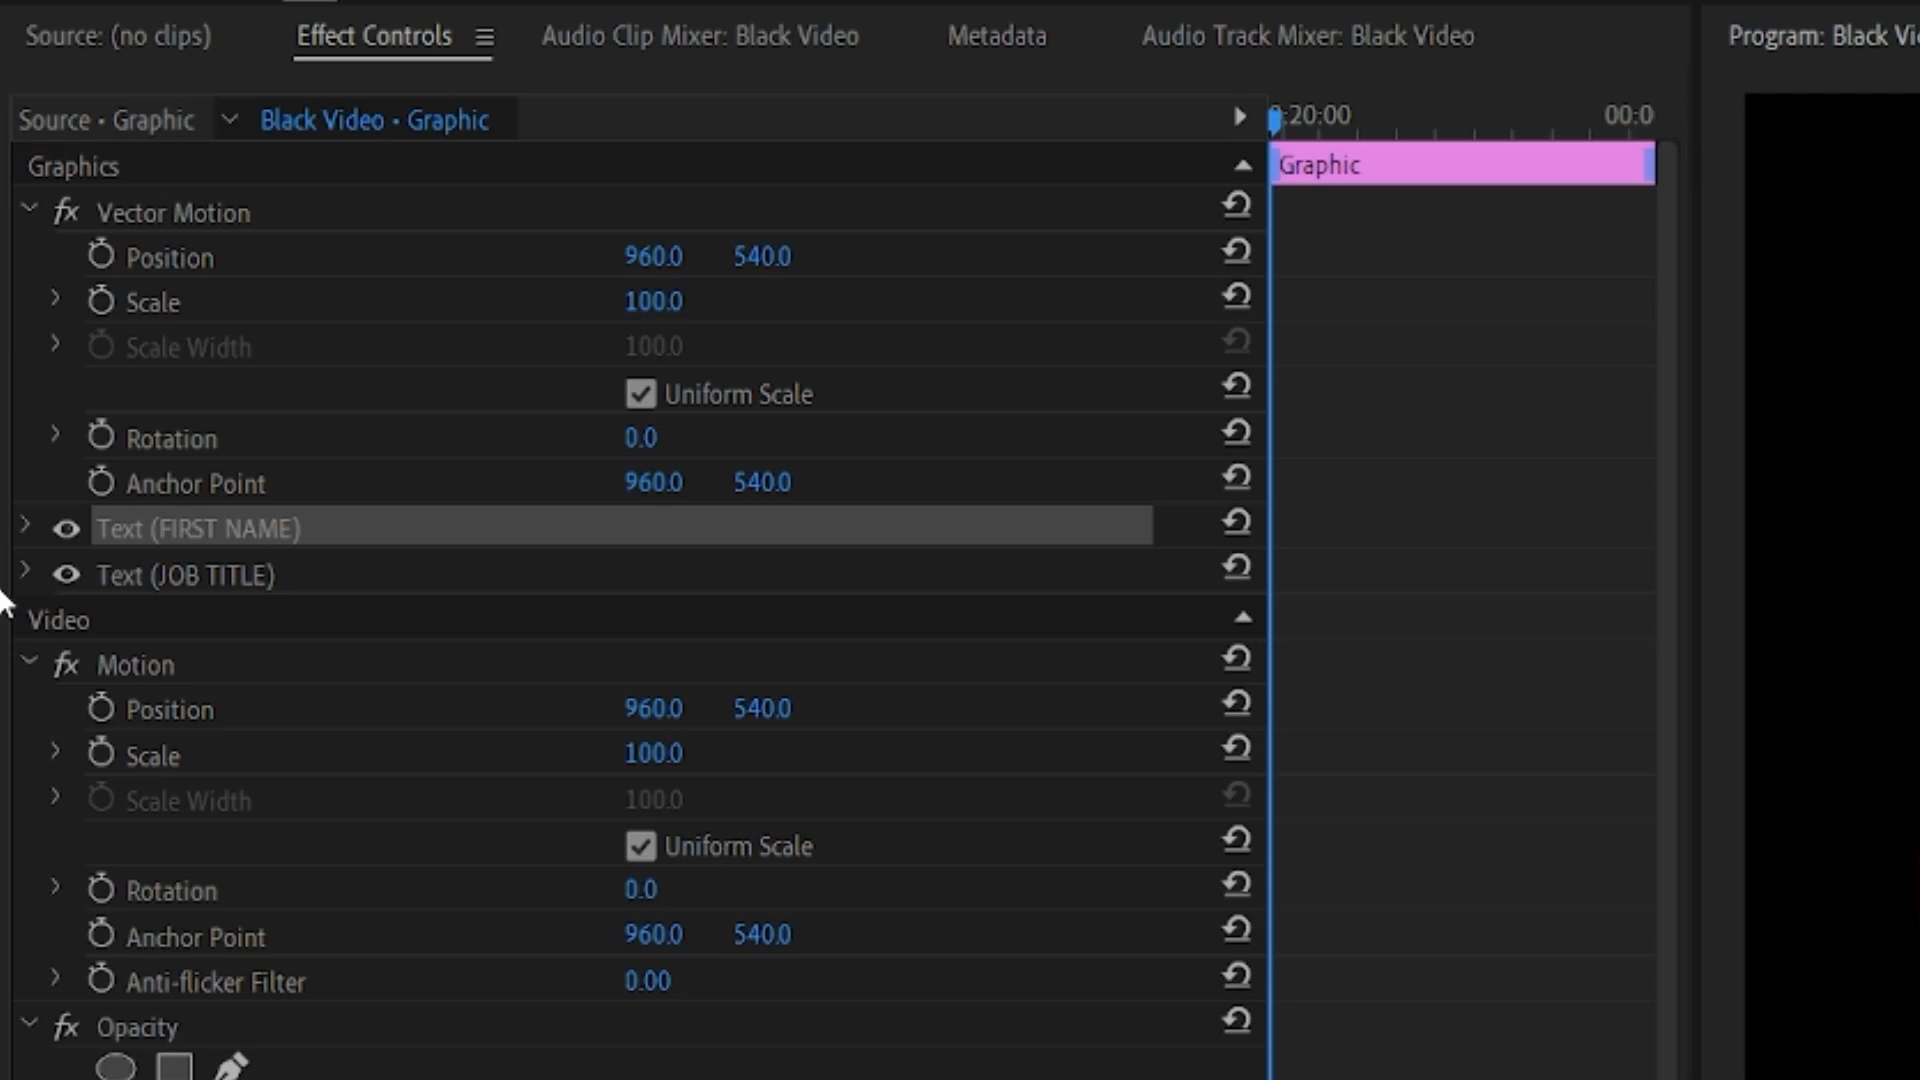 Source: (no clips)
Effect Controls
Audio Clip Mixer: Black Video
Metadata
Audio Track Mixer: Black Video
Program: Black
Source • Graphic
Black Video • Graphic
:20:00
00:0
Graphics
Graphic
fx Vector Motion
Position 960.0 540.0
Scale 100.0
Scale Width 100.0
Uniform Scale
Rotation 0.0
Anchor Point 960.0 540.0
Text (FIRST NAME)
Text (JOB TITLE)
Video
fx Motion
Position 960.0 540.0
Scale 100.0
Scale Width 100.0
Uniform Scale
Rotation 0.0
Anchor Point 960.0 540.0
Anti-flicker Filter 0.00
fx Opacity